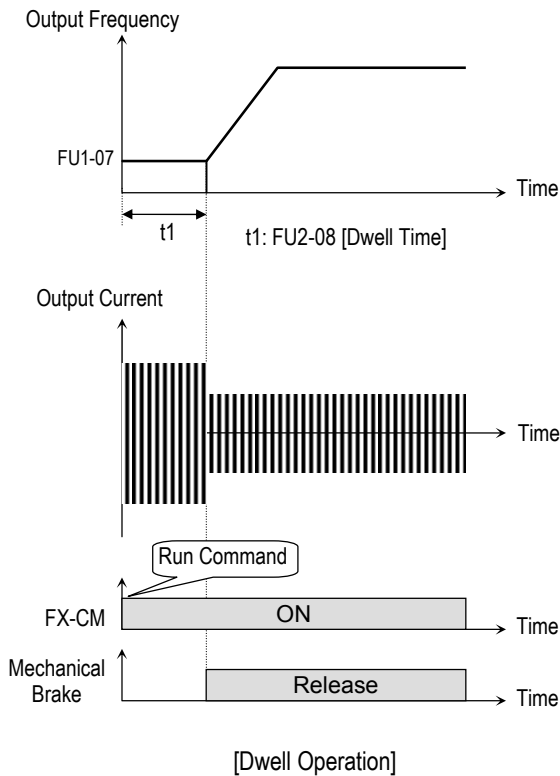 Output Frequency
FU1-07
Time
t1
t1: FU2-08 [Dwell Time]
Output Current
Time
Run Command
FX-CM
ON
Time
Mechanical
Brake
Release
Time
[Dwell Operation]